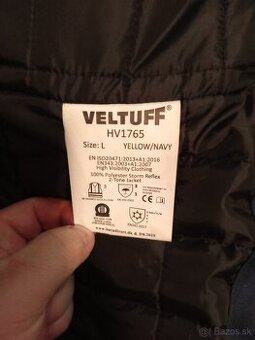 VELTUFF®
HV1765
Size: L YELLOW/NAVY
EN ISO20471:2013+A1:2016
EN343:2003+A1:2007
High Visibility Clothing
100% Polyester Storm Reflex
2-Tone Jacket
bazos.sk